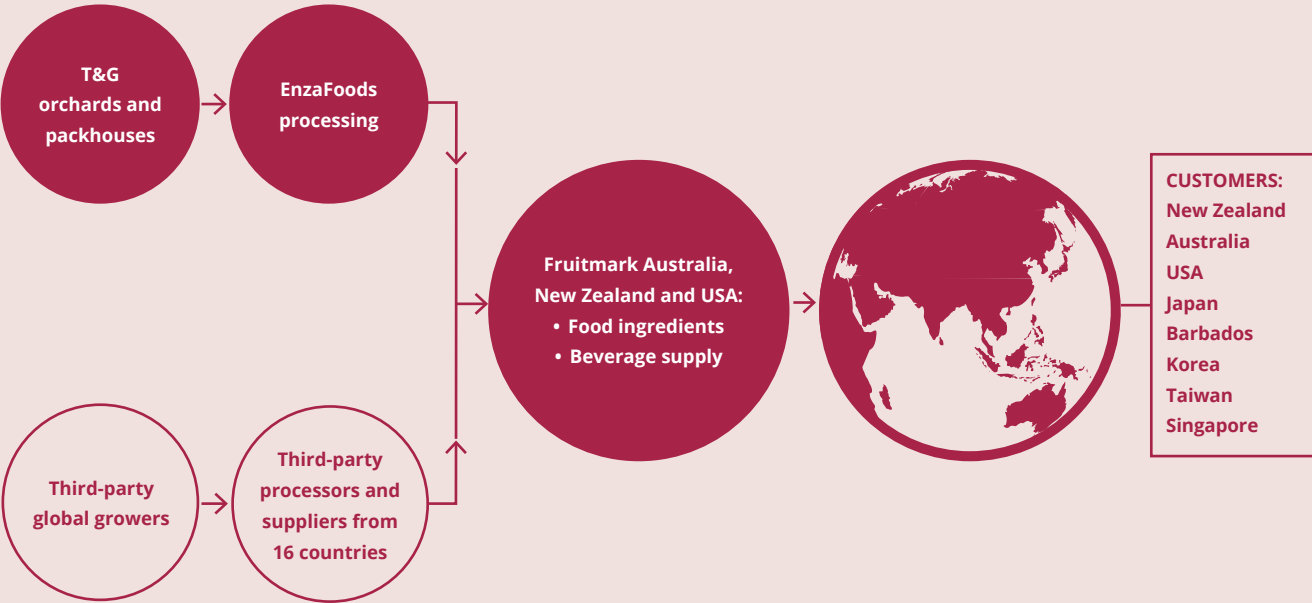 T&G
orchards and
packhouses
EnzaFoods
processing
Fruitmark Australia,
New Zealand and USA:
• Food ingredients
• Beverage supply
CUSTOMERS:
New Zealand
Australia
USA
Japan
Barbados
Korea
Taiwan
Singapore
Third-party
global growers
Third-party
processors and
suppliers from
16 countries